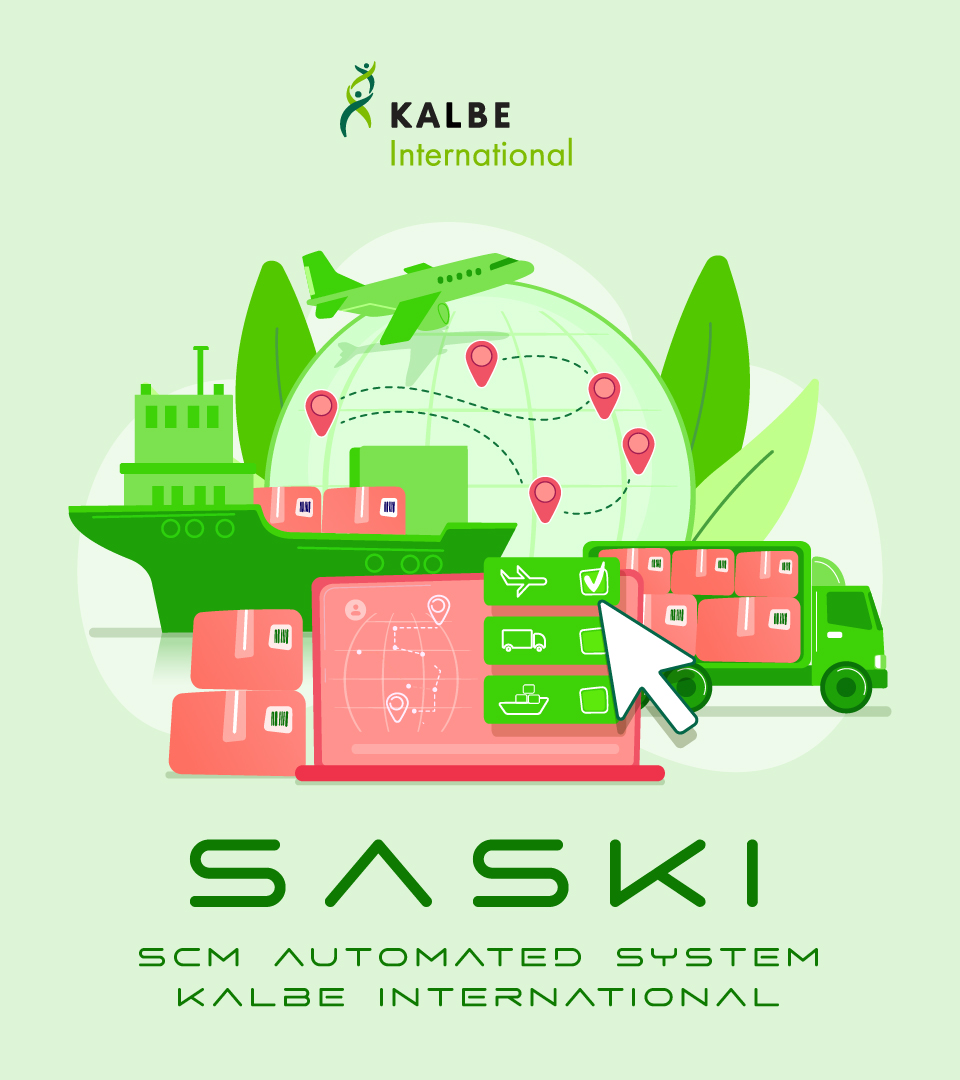 KALBE
International
SASKI
SCM AUTOMATED SYSTEM
KALBE INTERNATIONAL